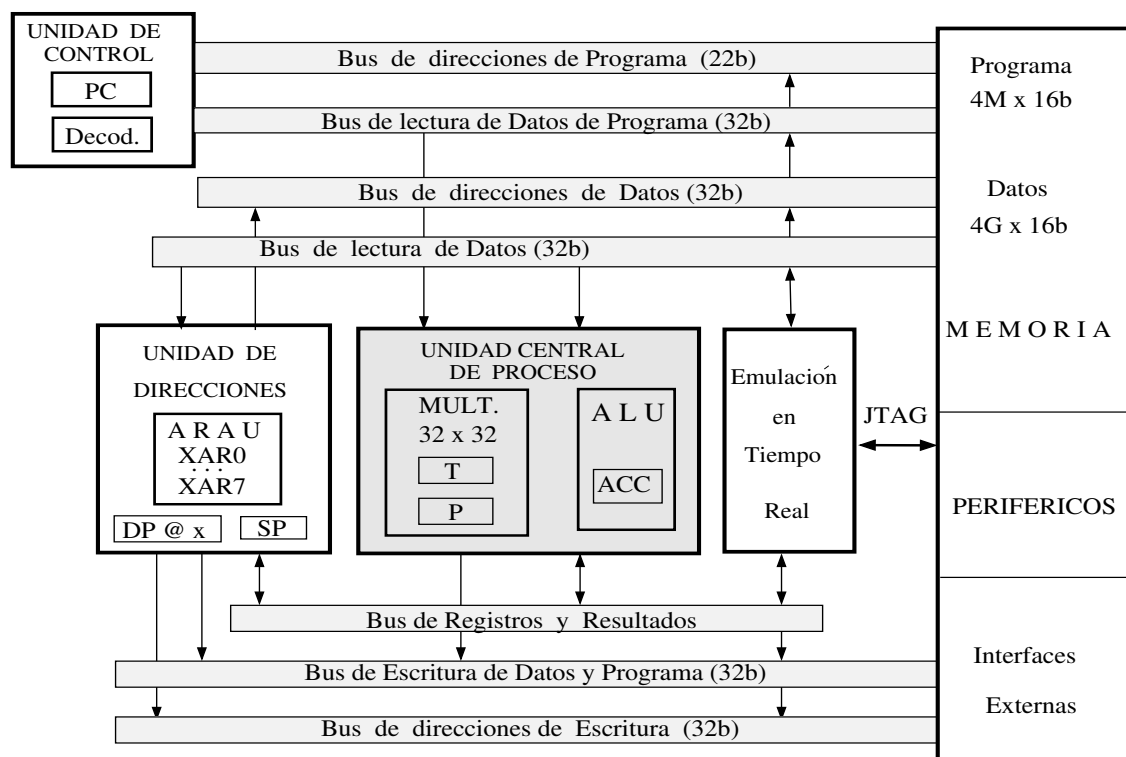 UNIDAD DE
CONTROL
PC
Decod.
Bus de direcciones de Programa (22b)
Bus de lectura de Datos de Programa (32b)
Bus de direcciones de Datos (32b)
Bus de lectura de Datos (32b)
Programa
4M x 16b
Datos
4G x 16b
M E M O R I A
UNIDAD DE
DIRECCIONES
A R A U
XAR0
. . .
XAR7
DP @ x
SP
UNIDAD CENTRAL
DE PROCESO
MULT.
32 x 32
T
P
A L U
ACC
Emulación
en
Tiempo
Real
JTAG
PERIFERICOS
Bus de Registros y Resultados
Bus de Escritura de Datos y Programa (32b)
Bus de direcciones de Escritura (32b)
Interfaces
Externas